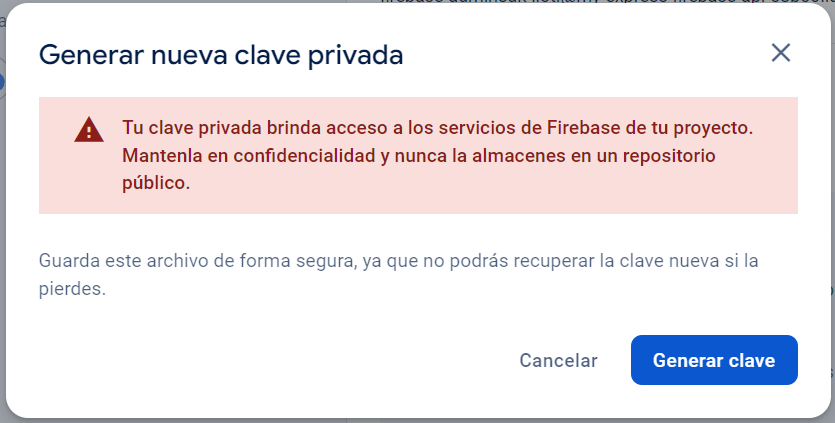 Generar nueva clave privada
Tu clave privada brinda acceso a los servicios de Firebase de tu proyecto.
Mantenla en confidencialidad y nunca la almacenes en un repositorio
público.
Guarda este archivo de forma segura, ya que no podrás recuperar la clave nueva si la
pierdes.
Cancelar
Generar clave